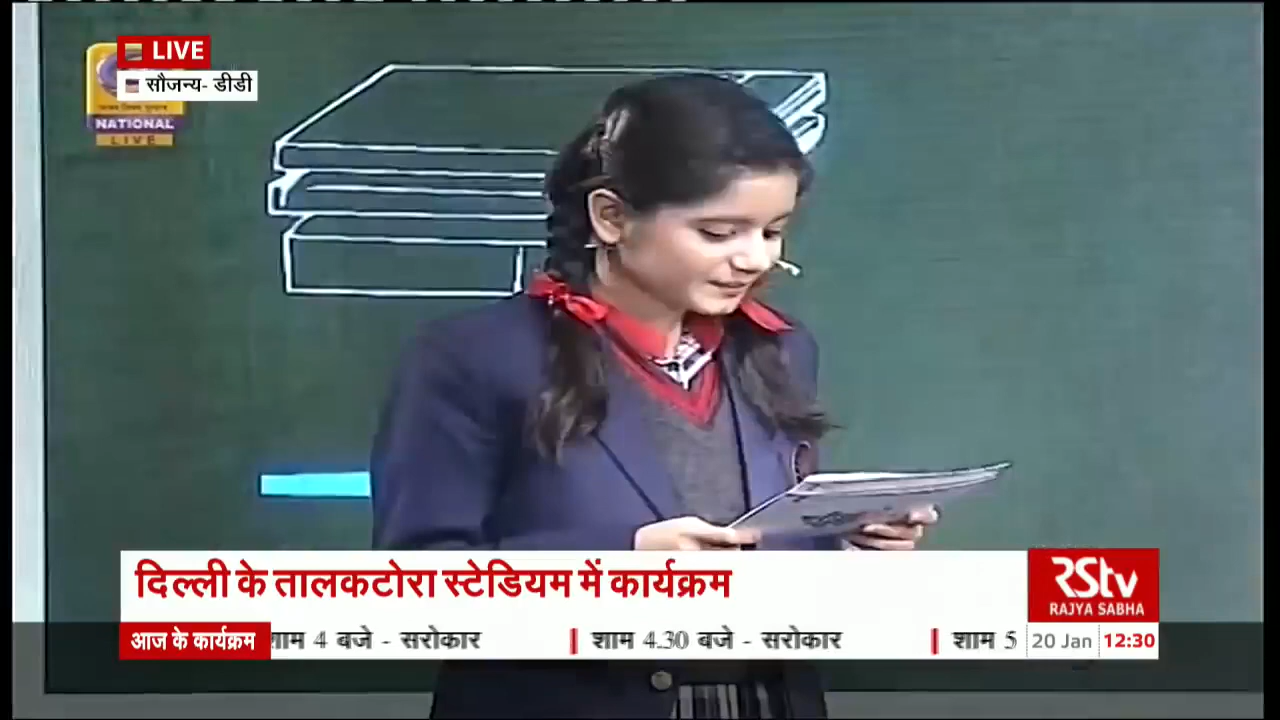 LIVE
सौजन्य- डीडी
NATIONAL
LIVE
दिल्ली के तालकटोरा स्टेडियम में कार्यक्रम
RStv
RAJYA SABHA
आज के कार्यक्रम
शाम 4 बजे - सरोकार | शाम 4.30 बजे - सरोकार | शाम 5
20 Jan 12:30